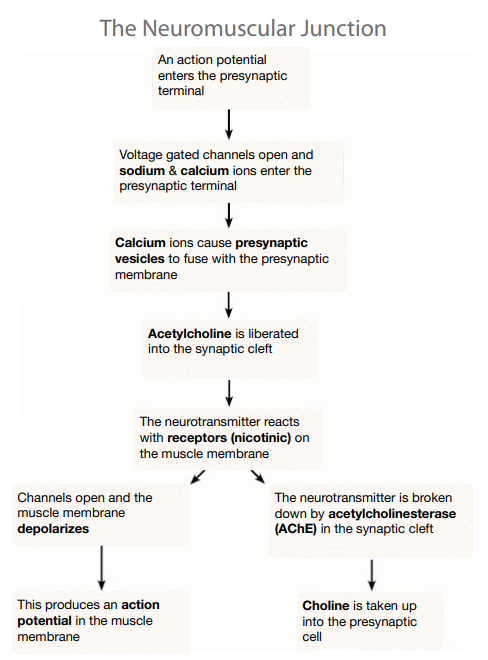 The Neuromuscular Junction
An action potential
enters the presynaptic
terminal
Voltage gated channels open and
sodium & calcium ions enter the
presynaptic terminal
Calcium ions cause presynaptic
vesicles to fuse with the presynaptic
membrane
Acetylcholine is liberated
into the synaptic cleft
The neurotransmitter reacts
with receptors (nicotinic) on
the muscle membrane
Channels open and the
muscle membrane
depolarizes
The neurotransmitter is broken
down by acetylcholinesterase
(AChE) in the synaptic cleft
This produces an action
potential in the muscle
membrane
Choline is taken up
into the presynaptic
cell